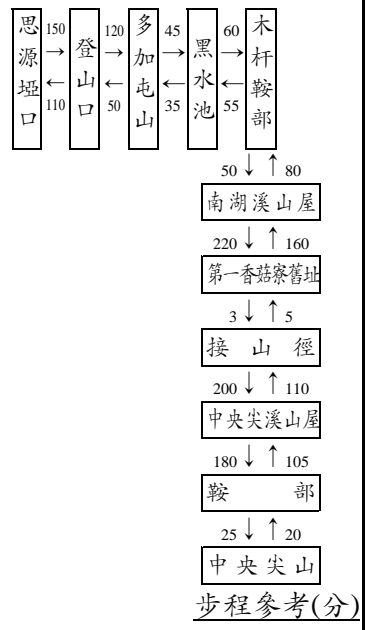 思源埡口 150 → ← 110 登山口 120 → ← 50 多加屯山 45 → ← 35 黑水池 60 → ← 55 木杆鞍部
50 ↓ ↑ 80
南湖溪山屋
220 ↓ ↑ 160
第一香菇寮舊址
3 ↓ ↑ 5
接山徑
200 ↓ ↑ 110
中央尖溪山屋
180 ↓ ↑ 105
鞍部
25 ↓ ↑ 20
中央尖山
步程參考(分)